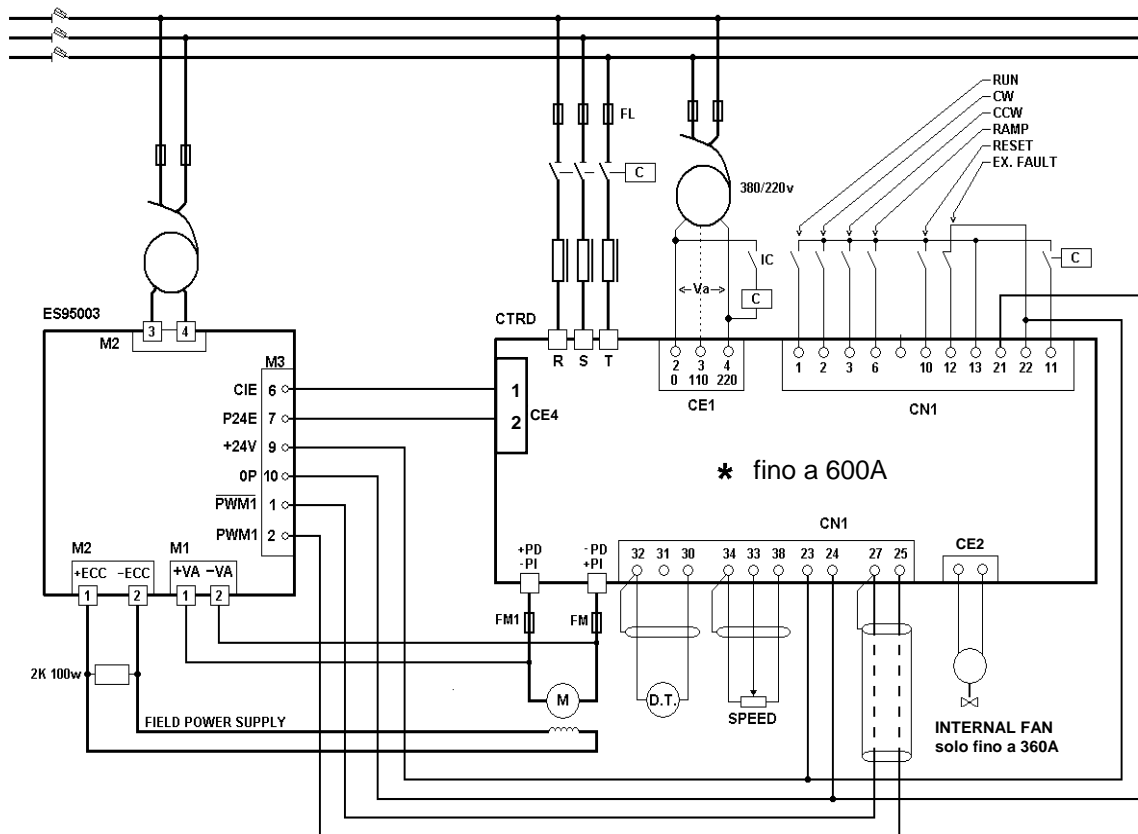 RUN
CW
CCW
RAMP
RESET
EX. FAULT
FL
C
380/220v
IC
C
Va
C
ES95003
3 4
M2
CTRD
R S T
2 3 4
0 110 220
CE1
1 2 3 6 10 12 13 21 22 11
CN1
M3
CIE 6
P24E 7
+24V 9
0P 10
PWM1 1
PWM1 2
1
2
CE4
* fino a 600A
M2 M1
+ECC -ECC +VA -VA
1 2 1 2
+PD -PD
-PI +PI
CN1
32 31 30 34 33 38 23 24 27 25
CE2
FM1 FM
2K 100w
M
D.T.
SPEED
FIELD POWER SUPPLY
INTERNAL FAN
solo fino a 360A